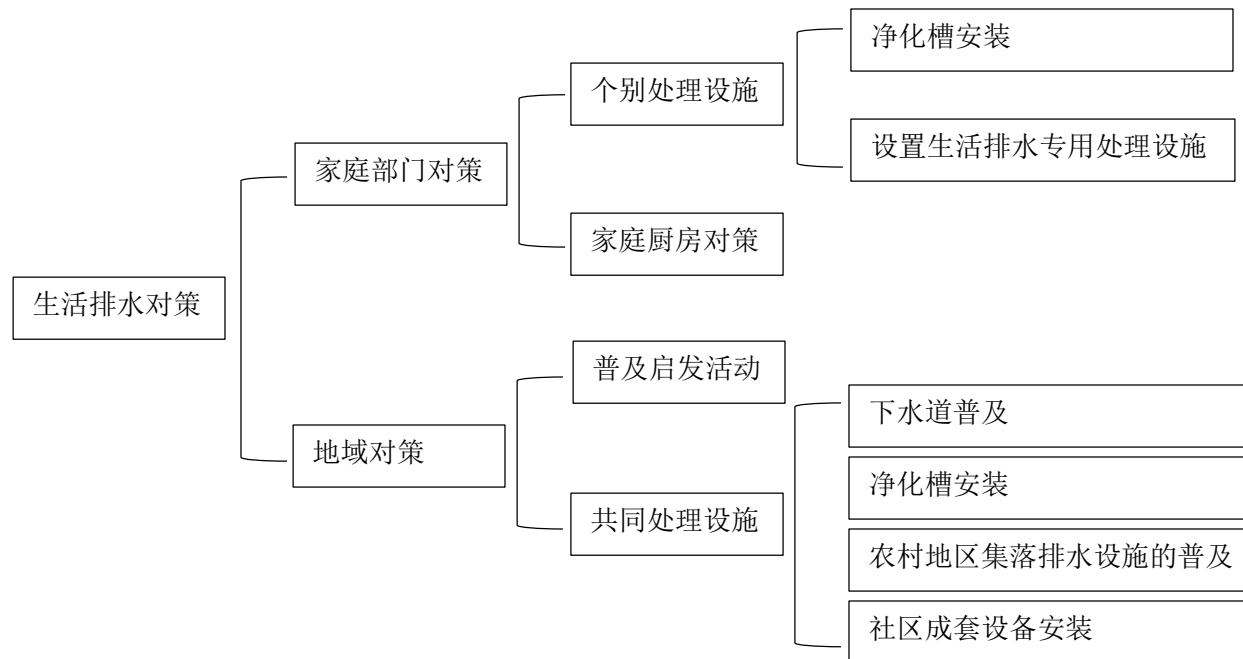 净化槽安装
个别处理设施
设置生活排水专用处理设施
家庭部门对策
家庭厨房对策
生活排水对策
普及启发活动
下水道普及
地域对策
净化槽安装
共同处理设施
农村地区集落排水设施的普及
社区成套设备安装